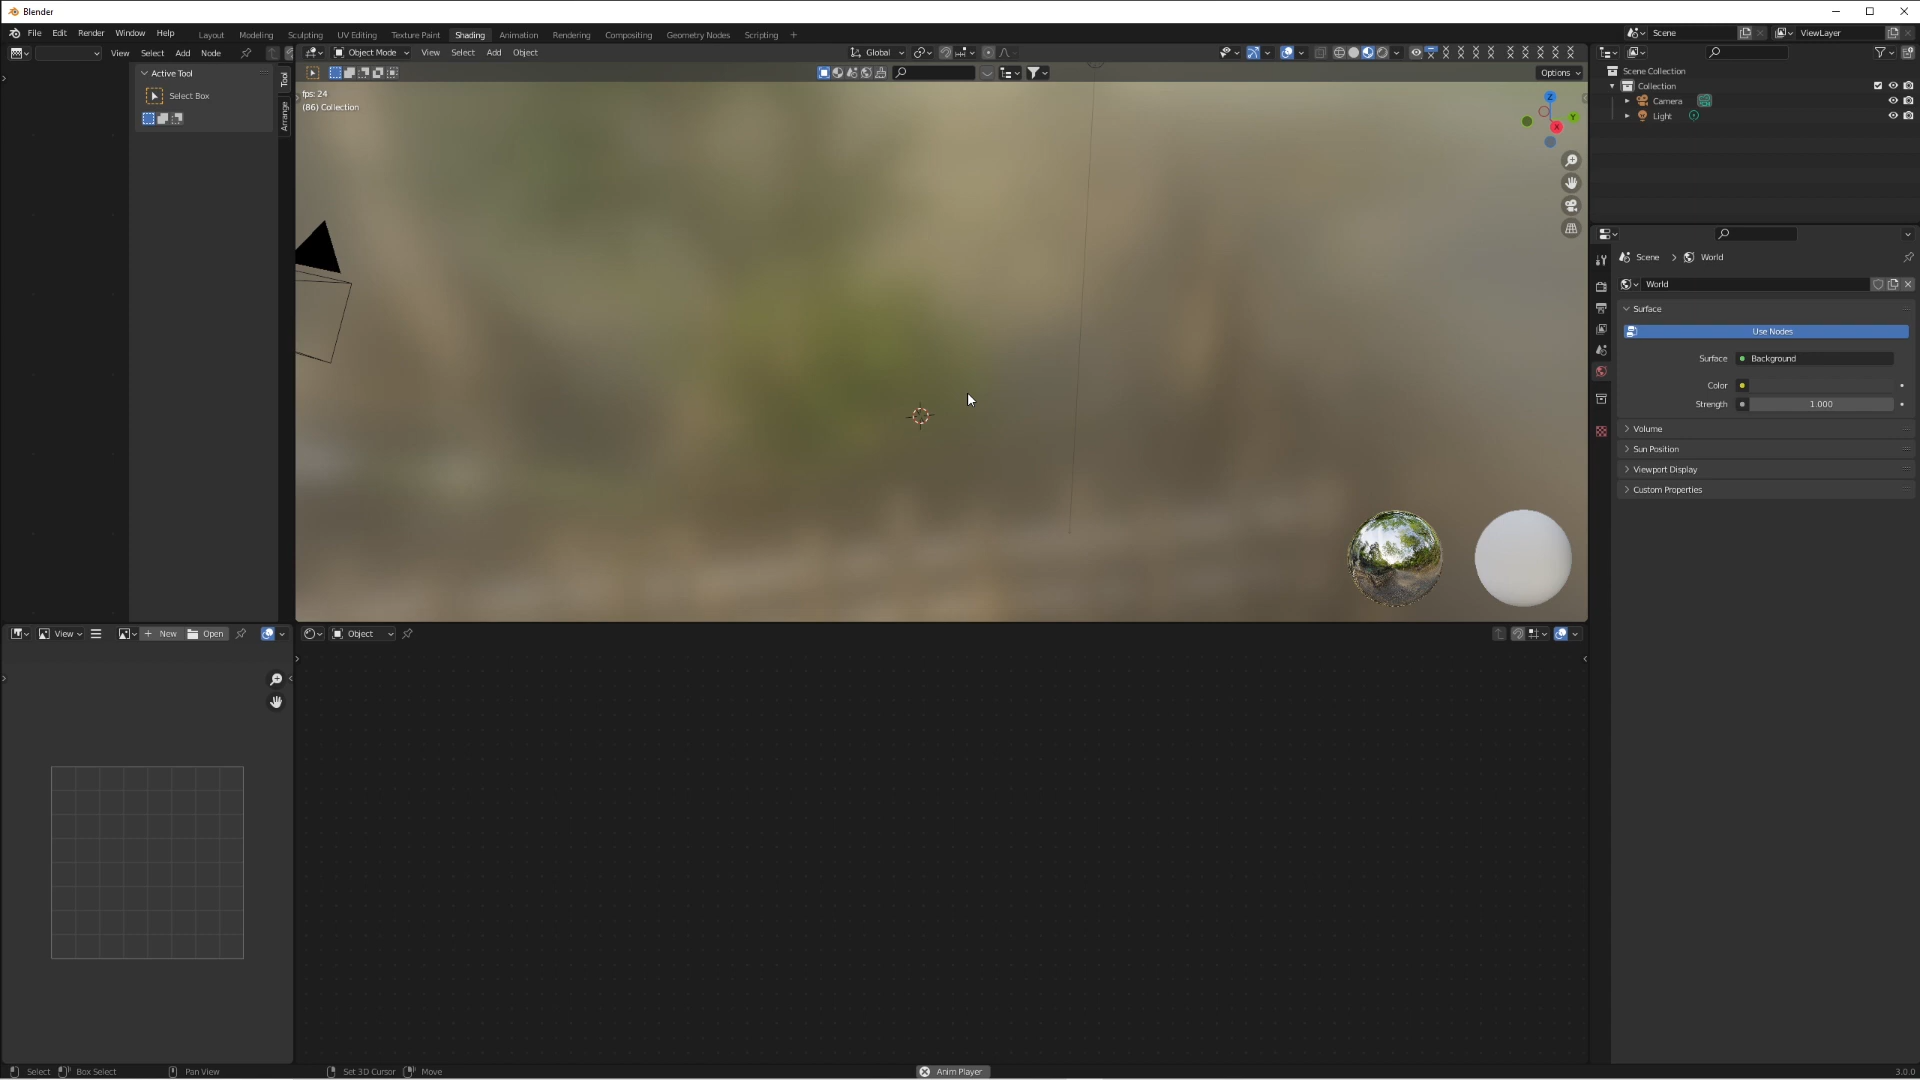 Blender
File Edit Render Window Help Layout Modeling Sculpting UV Editing Texture Paint Shading Animation Rendering Compositing Geometry Nodes Scripting + Scene ViewLayer
View Select Add Node Object Mode View Select Add Object Global
Active Tool
Select Box
Tool
Arrange
Options
fps: 24
(86) Collection
Z
Y
X
Scene Collection
Collection
Camera
Light
Scene > World
World
Surface
Use Nodes
Surface Background
Color
Strength 1.000
Volume
Sun Position
Viewport Display
Custom Properties
View New Open Object
Select Box Select Pan View Set 3D Cursor Move Anim Player 3.0.0